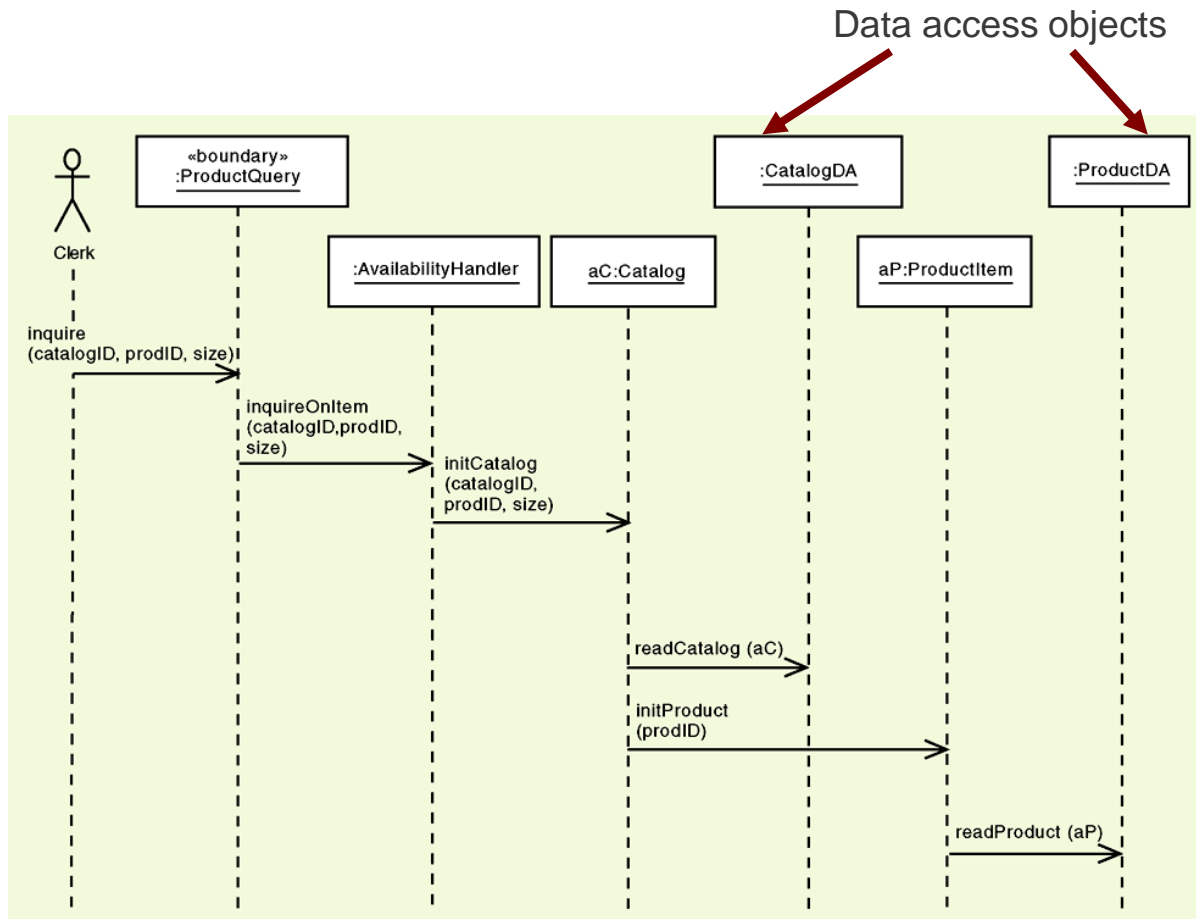 Data access objects
«boundary»
:ProductQuery
:CatalogDA
:ProductDA
Clerk
:AvailabilityHandler
aC:Catalog
aP:ProductItem
inquire
(catalogID, prodID, size)
inquireOnItem
(catalogID,prodID,
size)
initCatalog
(catalogID,
prodID, size)
readCatalog (aC)
initProduct
(prodID)
readProduct (aP)